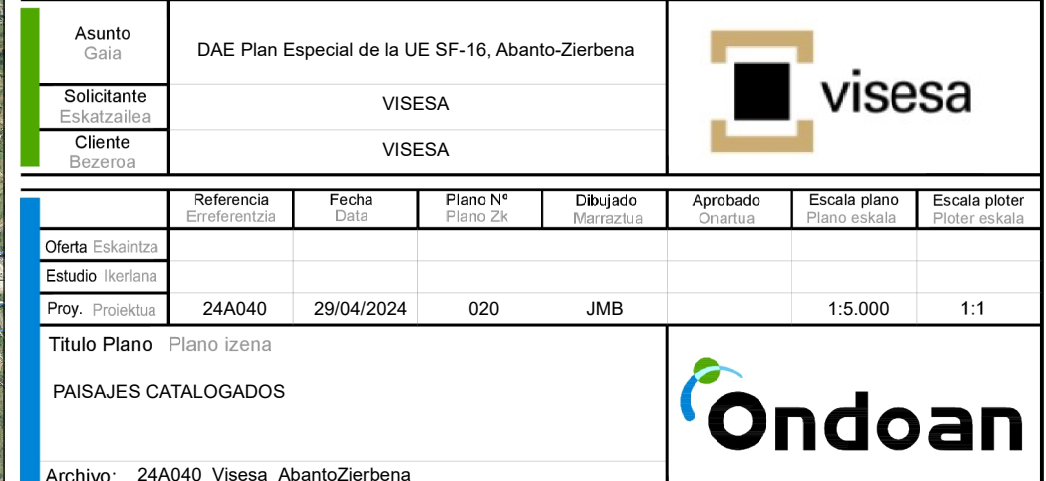 Asunto
Gaia
DAE Plan Especial de la UE SF-16, Abanto-Zierbena
visesa
Solicitante
Eskatzailea
VISESA
Cliente
Bezeroa
VISESA
Referencia Fecha Plano Nº Dibujado Aprobado Escala plano Escala ploter
Erreferentzia Data Plano Zk Marraztua Onartua Plano eskala Ploter eskala
Oferta Eskaintza
Estudio Ikerlana
Proy. Proiektua 24A040 29/04/2024 020 JMB 1:5.000 1:1
Titulo Plano Plano izena
PAISAJES CATALOGADOS
Ondoan
Archivo: 24A040_Visesa_AbantoZierbena